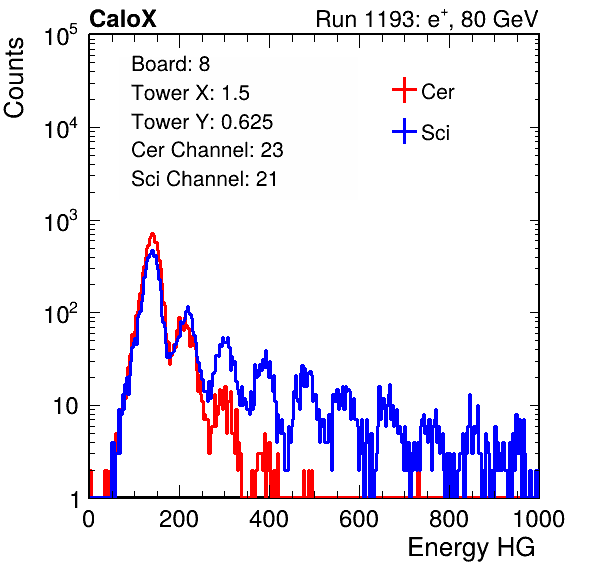 CaloX Run 1193: e⁺, 80 GeV
Counts
10⁵
10⁴
10³
10²
10
1
Board: 8
Tower X: 1.5
Tower Y: 0.625
Cer Channel: 23
Sci Channel: 21
Cer
Sci
0 200 400 600 800 1000
Energy HG